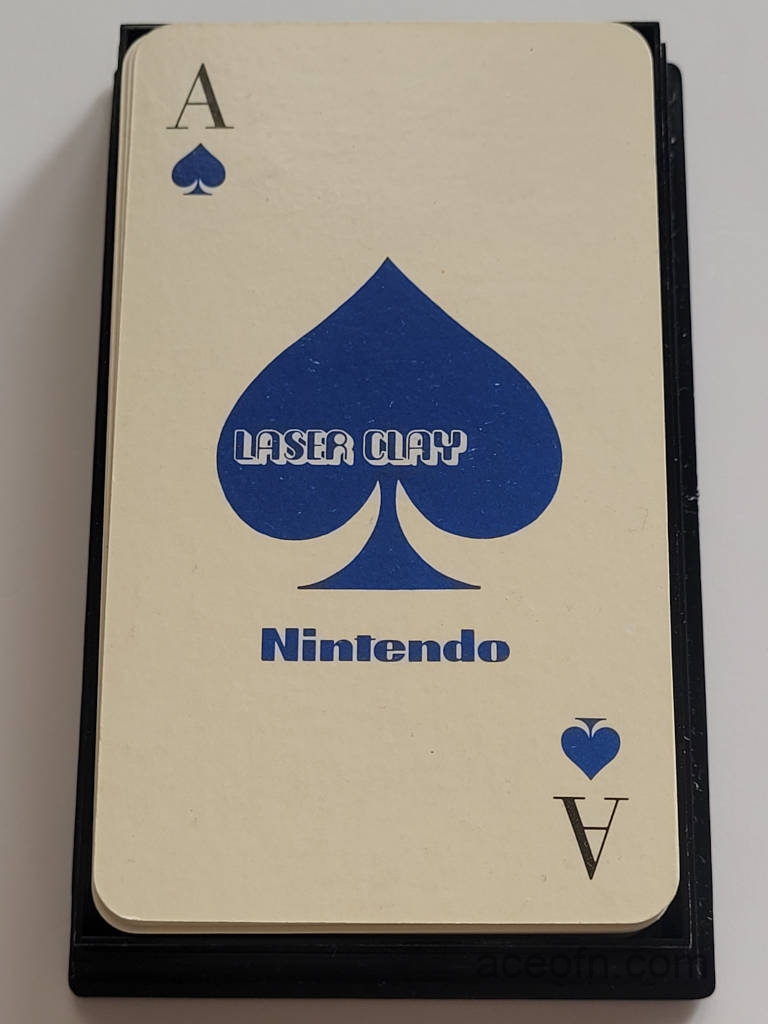 A
LASER CLAY
Nintendo
A
aceofn.com